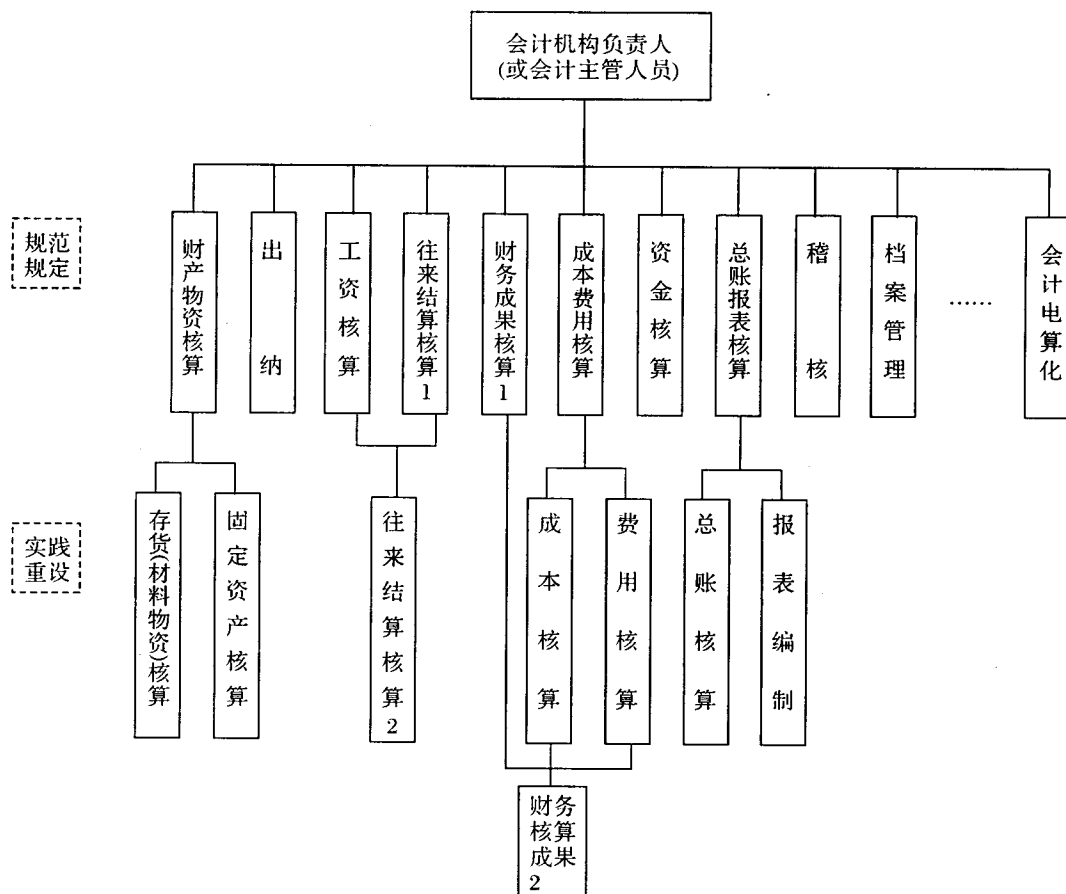 会计机构负责人
(或会计主管人员)
规范
规定
财产物资核算
出纳
工资核算
往来结算核算1
财务成果核算1
成本费用核算
资金核算
总账报表核算
稽核
档案管理
……
会计电算化
实践
重设
存货(材料物资)核算
固定资产核算
往来结算核算2
成本核算
费用核算
总账核算
报表编制
财务
核算
成果
2